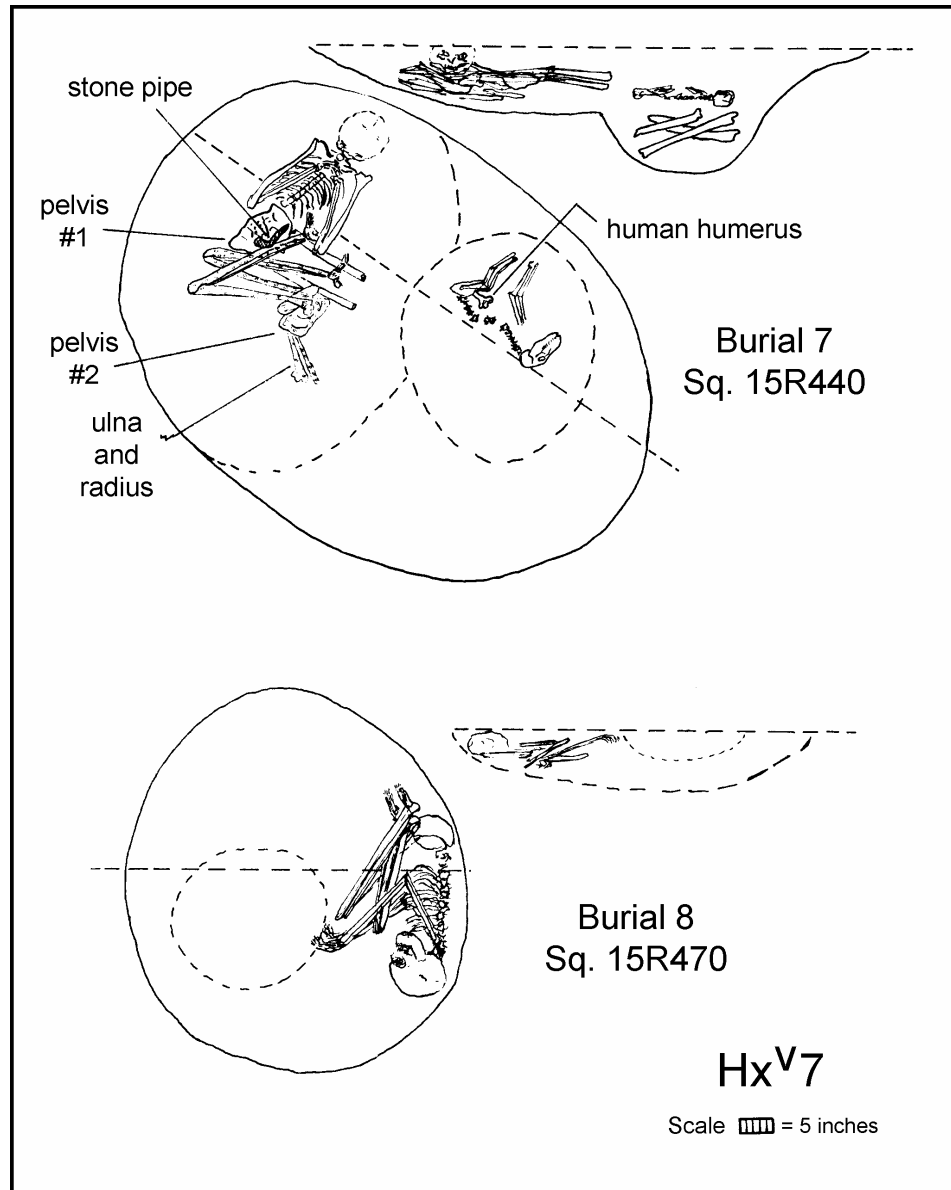 stone pipe
pelvis
#1
human humerus
pelvis
#2
ulna
and
radius
Burial 7
Sq. 15R440
Burial 8
Sq. 15R470
HxV7
Scale = 5 inches